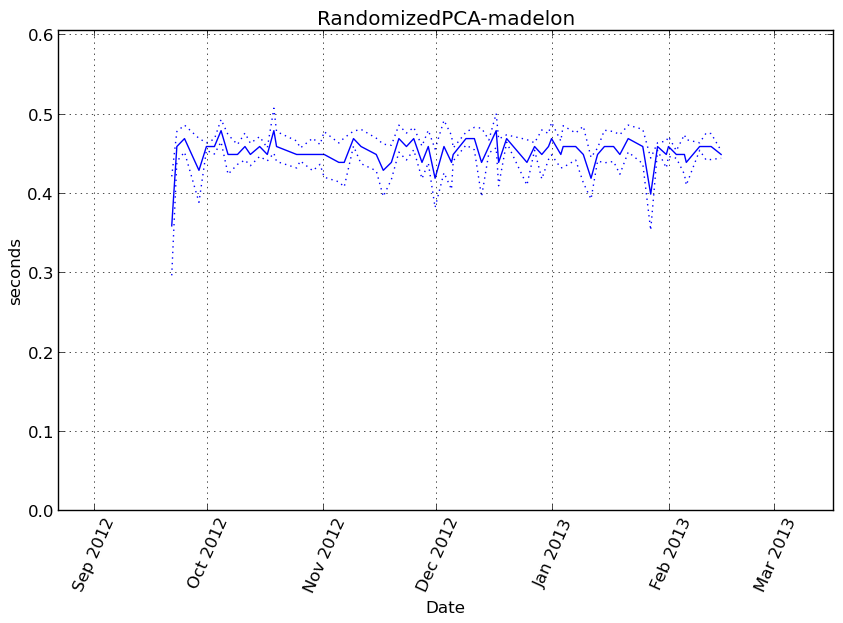 RandomizedPCA-madelon
0.6
0.5
0.4
0.3
0.2
0.1
0.0
seconds
Sep 2012
Oct 2012
Nov 2012
Dec 2012
Jan 2013
Feb 2013
Mar 2013
Date